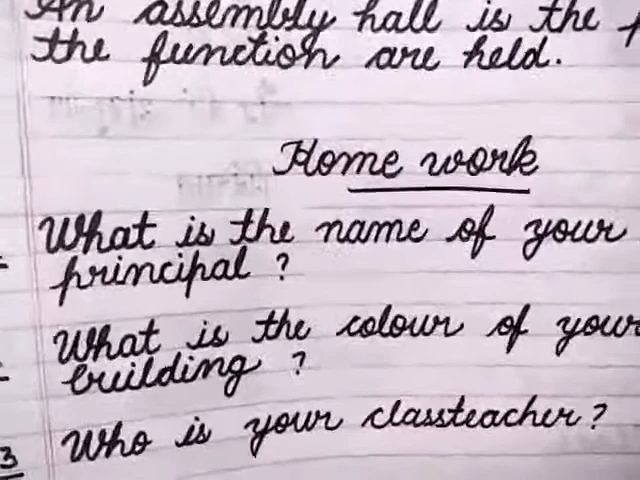 An assembly hall is the
the function are held.
Home work
What is the name of your
principal ?
What is the colour of your
building ?
3 Who is your classteacher?